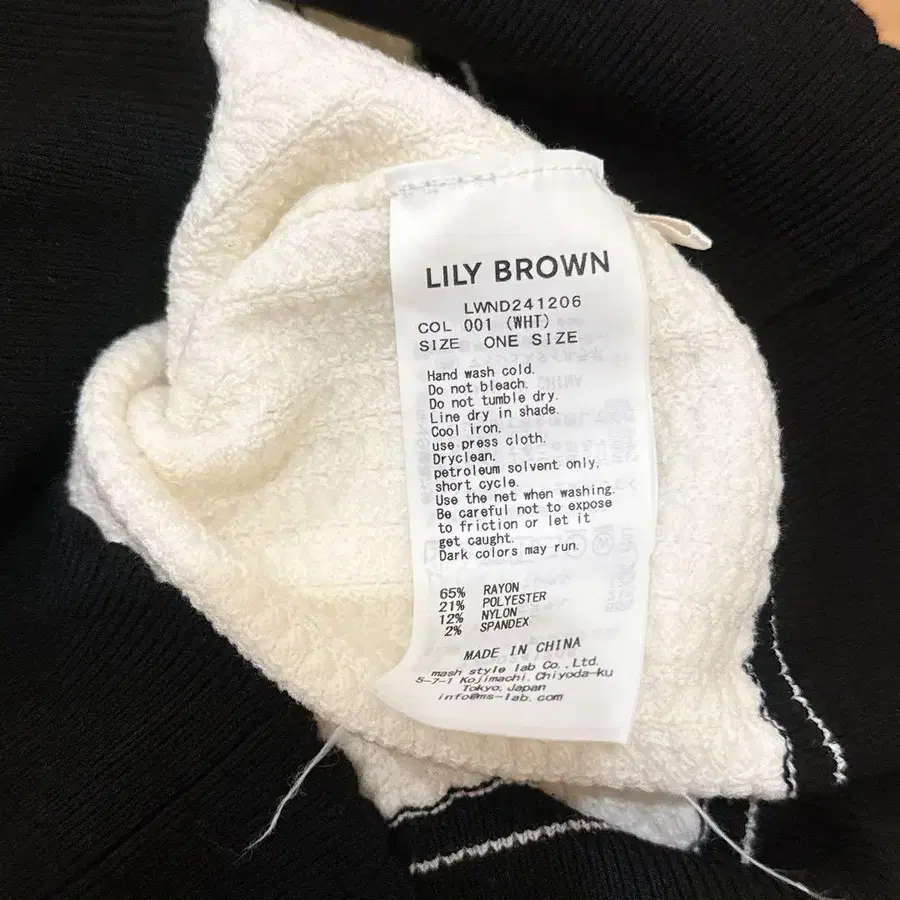 LILY BROWN
LWND241206
COL 001 (WHT)
SIZE ONE SIZE
Hand wash cold.
Do not bleach.
Do not tumble dry.
Line dry in shade.
Cool iron.
use press cloth.
Dryclean.
petroleum solvent only.
short cycle.
Use the net when washing.
Be careful not to expose
to friction or let it
get caught.
Dark colors may run.
65% RAYON
21% POLYESTER
12% NYLON
2% SPANDEX
MADE IN CHINA
mash style lab Co.,Ltd.
5-7-1 Kojimachi. Chiyoda-ku
Tokyo, Japan
info@ms-lab.com